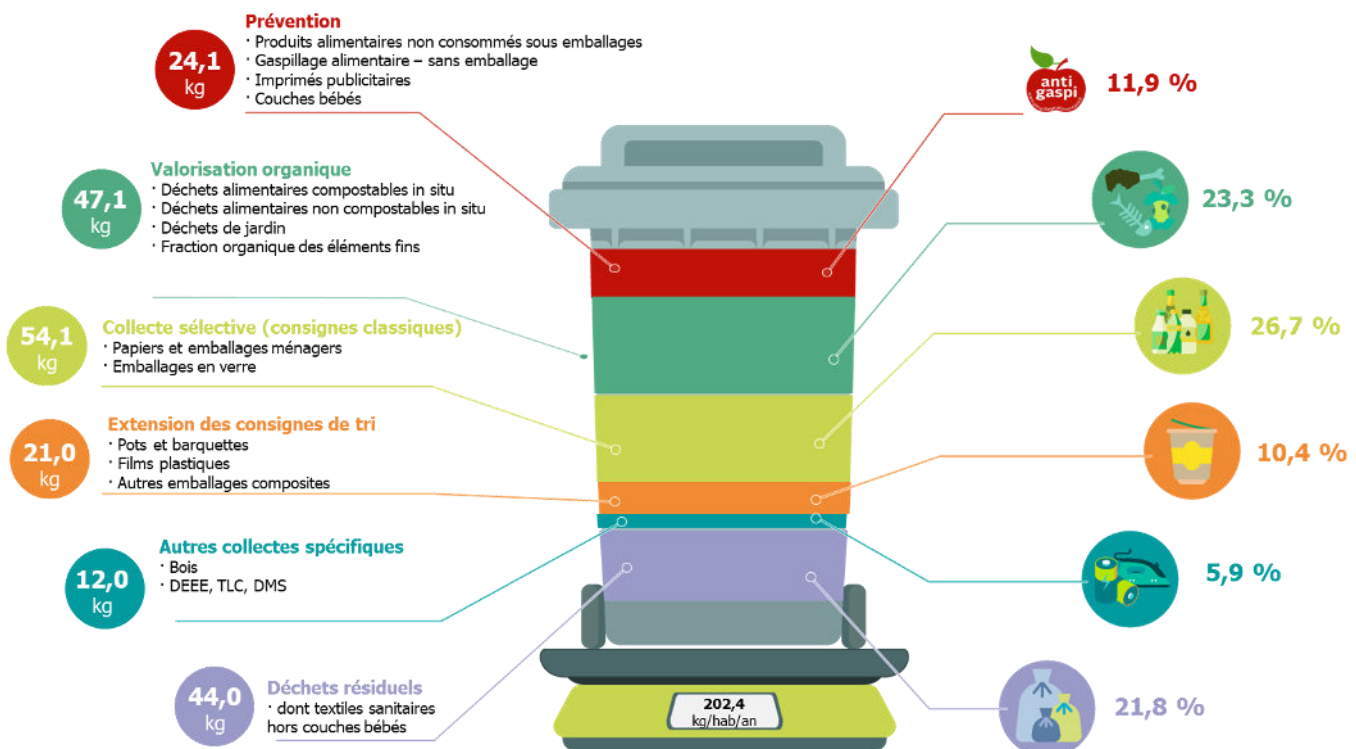 Prévention
24,1
kg
· Produits alimentaires non consommés sous emballages
· Gaspillage alimentaire – sans emballage
· Imprimés publicitaires
· Couches bébés
anti
gaspi
11,9 %
Valorisation organique
47,1
kg
· Déchets alimentaires compostables in situ
· Déchets alimentaires non compostables in situ
· Déchets de jardin
· Fraction organique des éléments fins
23,3 %
54,1
kg
Collecte sélective (consignes classiques)
· Papiers et emballages ménagers
· Emballages en verre
26,7 %
21,0
kg
Extension des consignes de tri
· Pots et barquettes
· Films plastiques
· Autres emballages composites
10,4 %
12,0
kg
Autres collectes spécifiques
· Bois
· DEEE, TLC, DMS
5,9 %
44,0
kg
Déchets résiduels
· dont textiles sanitaires
hors couches bébés
202,4
kg/hab/an
21,8 %